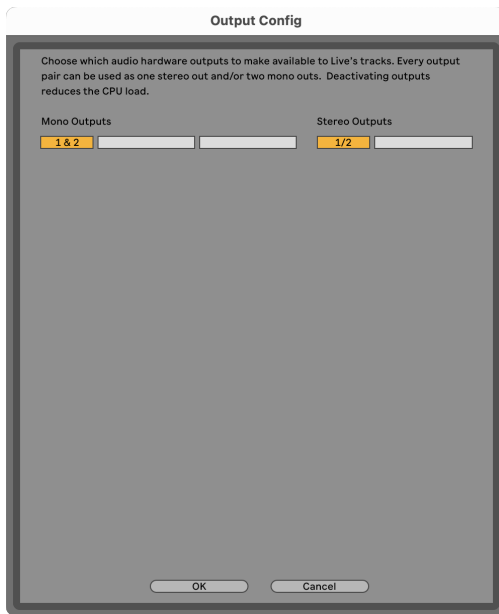 Output Config
Choose which audio hardware outputs to make available to Live's tracks. Every output
pair can be used as one stereo out and/or two mono outs.  Deactivating outputs
reduces the CPU load.
Mono Outputs
Stereo Outputs
1 & 2
1/2
OK
Cancel